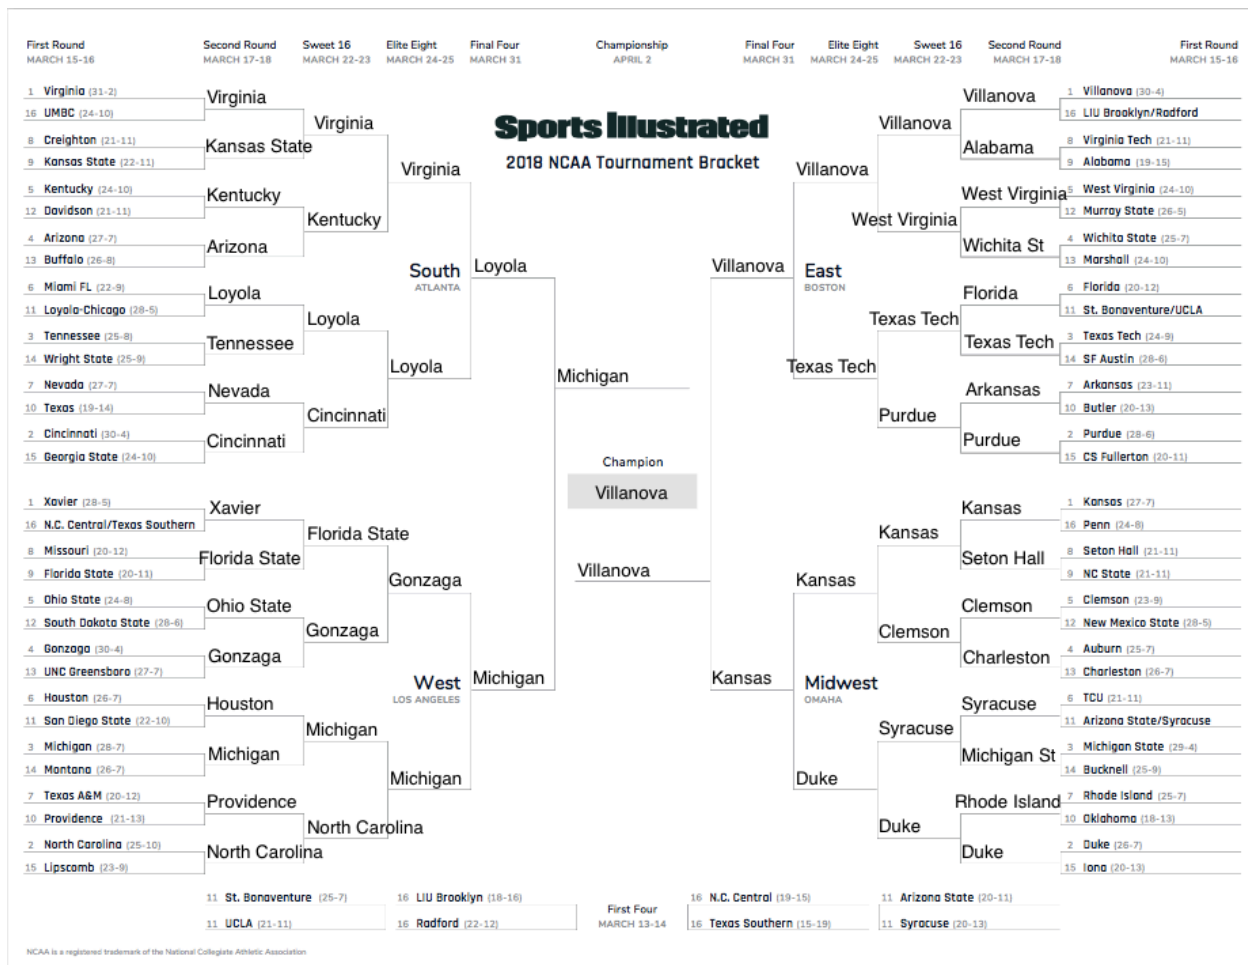 First Round Second Round Sweet 16 Elite Eight Final Four Championship Final Four Elite Eight Sweet 16 Second Round First Round
MARCH 15-16 MARCH 17-18 MARCH 22-23 MARCH 24-25 MARCH 31 APRIL 2 MARCH 31 MARCH 24-25 MARCH 22-23 MARCH 17-18 MARCH 15-16
Sports Illustrated
2018 NCAA Tournament Bracket
1 Virginia (31-2)
16 UMBC (24-10)
8 Creighton (21-11)
9 Kansas State (22-11)
5 Kentucky (24-10)
12 Davidson (21-11)
4 Arizona (27-7)
13 Buffalo (26-8)
6 Miami FL (22-9)
11 Loyola-Chicago (28-5)
3 Tennessee (25-8)
14 Wright State (25-9)
7 Nevada (27-7)
10 Texas (19-14)
2 Cincinnati (30-4)
15 Georgia State (24-10)
Virginia
Kansas State
Kentucky
Arizona
Loyola
Tennessee
Nevada
Cincinnati
Virginia
Kentucky
Loyola
Cincinnati
Virginia
Loyola
South
ATLANTA
Loyola
1 Xavier (28-5)
16 N.C. Central/Texas Southern
8 Missouri (20-12)
9 Florida State (20-11)
5 Ohio State (24-8)
12 South Dakota State (28-6)
4 Gonzaga (30-4)
13 UNC Greensboro (27-7)
6 Houston (26-7)
11 San Diego State (22-10)
3 Michigan (28-7)
14 Montana (26-7)
7 Texas A&M (20-12)
10 Providence (21-13)
2 North Carolina (25-10)
15 Lipscomb (23-9)
Xavier
Florida State
Ohio State
Gonzaga
Houston
Michigan
Providence
North Carolina
Florida State
Gonzaga
Michigan
North Carolina
Gonzaga
Michigan
West
LOS ANGELES
Michigan
Michigan
Champion
Villanova
Villanova
Villanova
East
BOSTON
Villanova
Texas Tech
Villanova
West Virginia
Texas Tech
Purdue
Villanova
Alabama
West Virginia
Wichita St
Florida
Texas Tech
Arkansas
Purdue
1 Villanova (30-4)
16 LIU Brooklyn/Radford
8 Virginia Tech (21-11)
9 Alabama (19-15)
5 West Virginia (24-10)
12 Murray State (26-5)
4 Wichita State (25-7)
13 Marshall (24-10)
6 Florida (20-12)
11 St. Bonaventure/UCLA
3 Texas Tech (24-9)
14 SF Austin (28-6)
7 Arkansas (23-11)
10 Butler (20-13)
2 Purdue (28-6)
15 CS Fullerton (20-11)
Kansas
Midwest
OMAHA
Kansas
Duke
Kansas
Clemson
Syracuse
Duke
Kansas
Seton Hall
Clemson
Charleston
Syracuse
Michigan St
Rhode Island
Duke
1 Kansas (27-7)
16 Penn (24-8)
8 Seton Hall (21-11)
9 NC State (21-11)
5 Clemson (23-9)
12 New Mexico State (28-5)
4 Auburn (25-7)
13 Charleston (26-7)
6 TCU (21-11)
11 Arizona State/Syracuse
3 Michigan State (29-4)
14 Bucknell (25-9)
7 Rhode Island (25-7)
10 Oklahoma (18-13)
2 Duke (26-7)
15 Iona (20-13)
11 St. Bonaventure (25-7)
11 UCLA (21-11)
16 LIU Brooklyn (18-16)
16 Radford (22-12)
First Four
MARCH 13-14
16 N.C. Central (19-15)
16 Texas Southern (15-19)
11 Arizona State (20-11)
11 Syracuse (20-13)
NCAA is a registered trademark of the National Collegiate Athletic Association